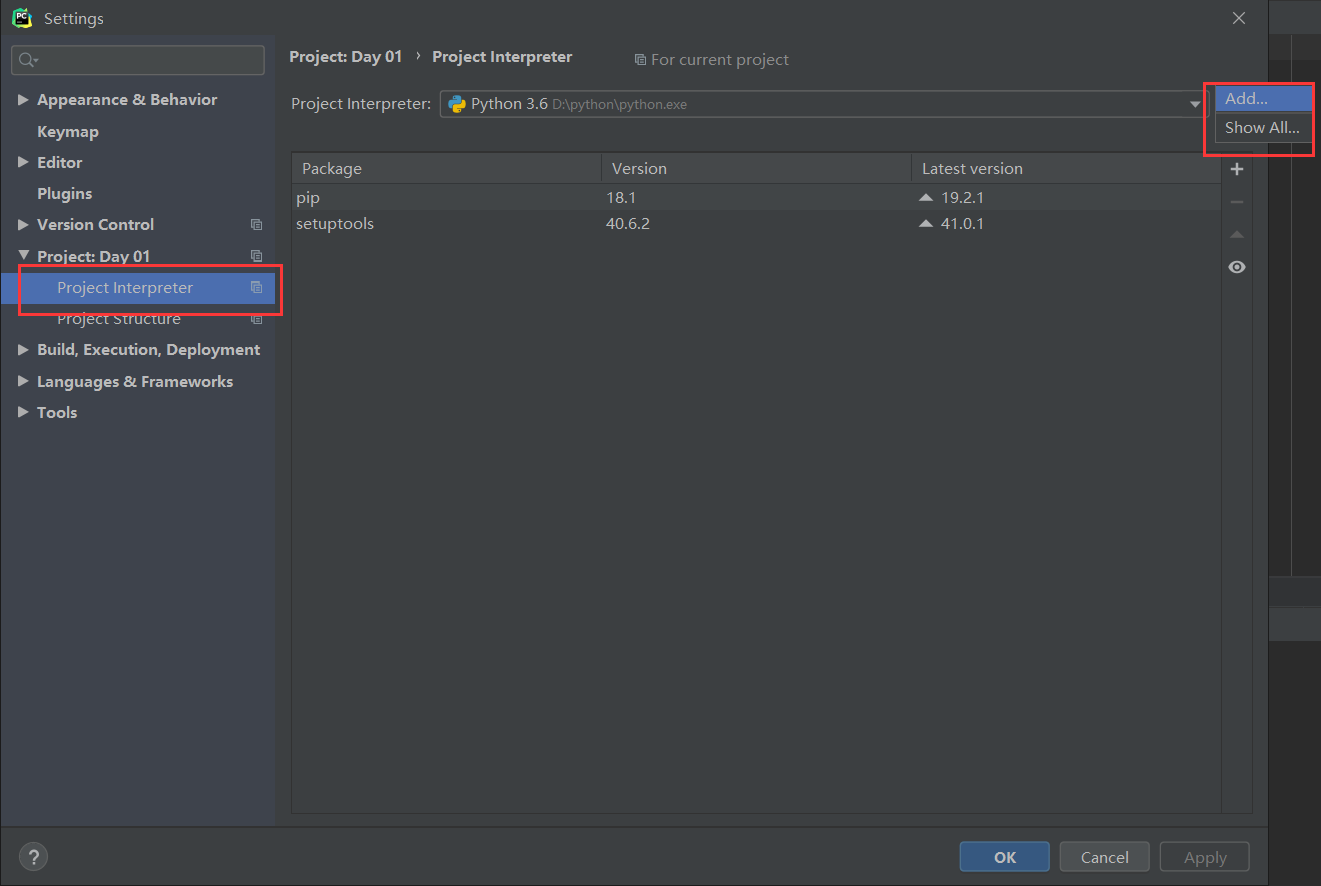 Settings
Appearance & Behavior
Keymap
Editor
Plugins
Version Control
Project: Day 01
Project Interpreter
Project Structure
Build, Execution, Deployment
Languages & Frameworks
Tools
Project: Day 01 › Project Interpreter For current project
Project Interpreter: Python 3.6 D:\python\python.exe
Add...
Show All...
Package Version Latest version
pip 18.1 19.2.1
setuptools 40.6.2 41.0.1
? OK Cancel Apply